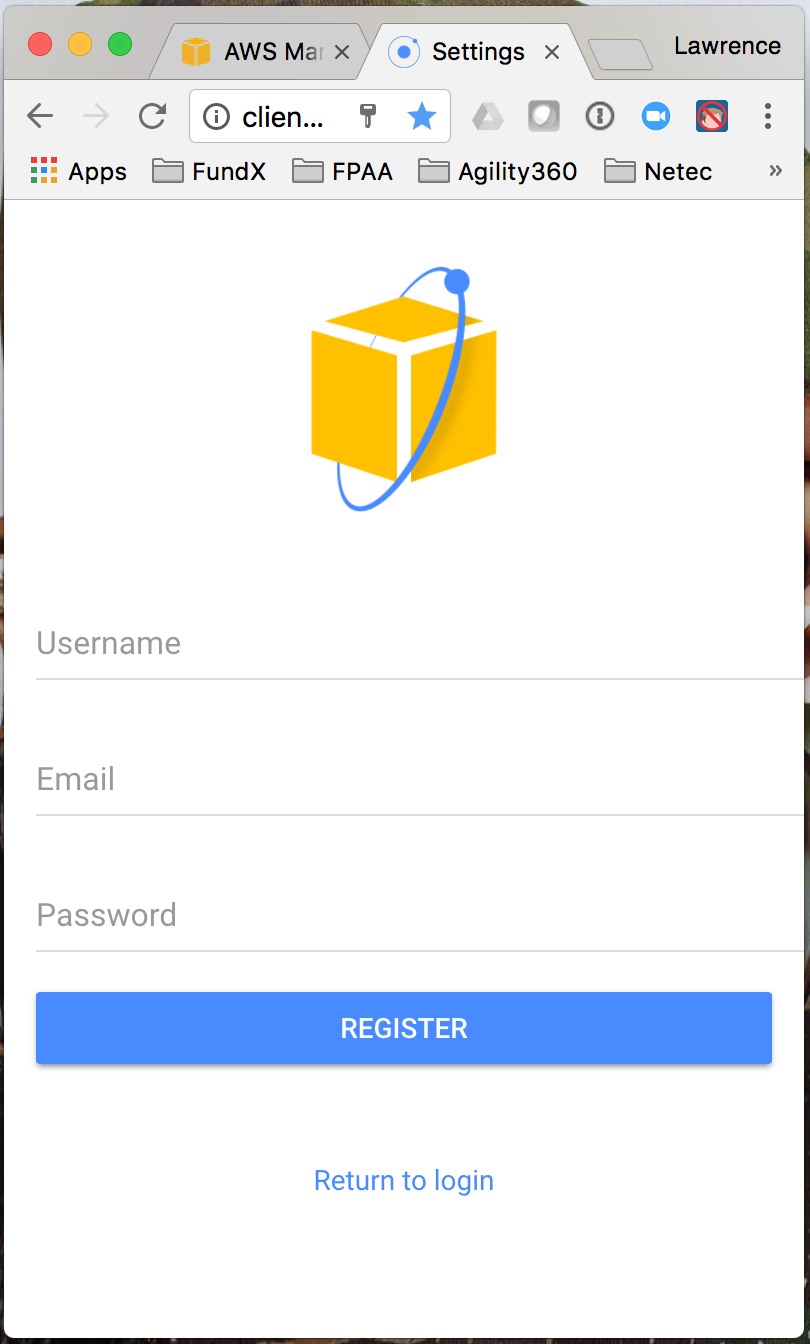 AWS Mar
Settings
Lawrence
clien...
Apps
FundX
FPAA
Agility360
Netec
»
Username
Email
Password
REGISTER
Return to login